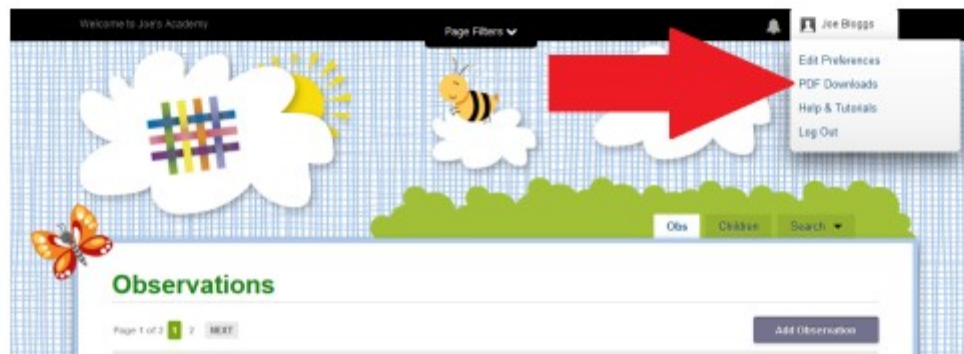 Welcome to Joe's Academy
Page Filters
Joe Bloggs
Edit Preferences
PDF Downloads
Help & Tutorials
Log Out
Obs Children Search
Observations
Page 1 of 2 1 2 NEXT
Add Observation